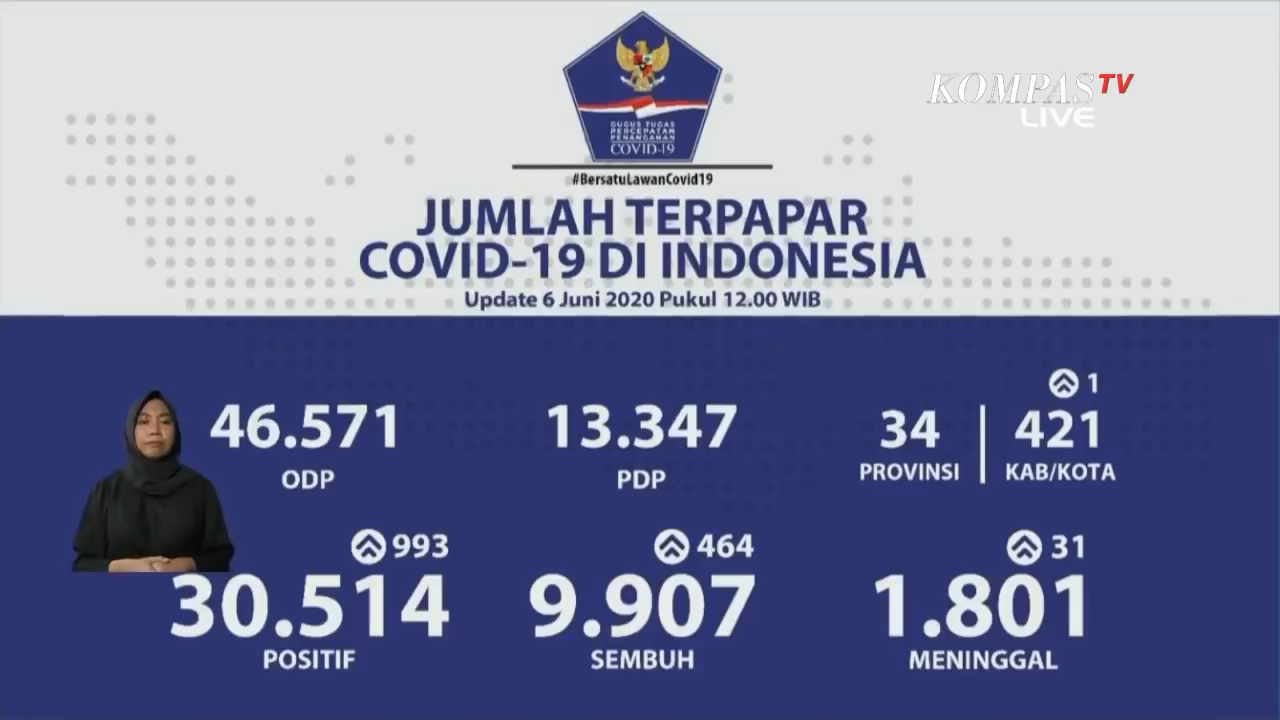 KOMPAS TV
LIVE
GUGUS TUGAS
PERCEPATAN
PENANGANAN
COVID-19
#BersatuLawanCovid19
JUMLAH TERPAPAR
COVID-19 DI INDONESIA
Update 6 Juni 2020 Pukul 12.00 WIB
46.571
ODP
13.347
PDP
34
PROVINSI
1
421
KAB/KOTA
993
30.514
POSITIF
464
9.907
SEMBUH
31
1.801
MENINGGAL